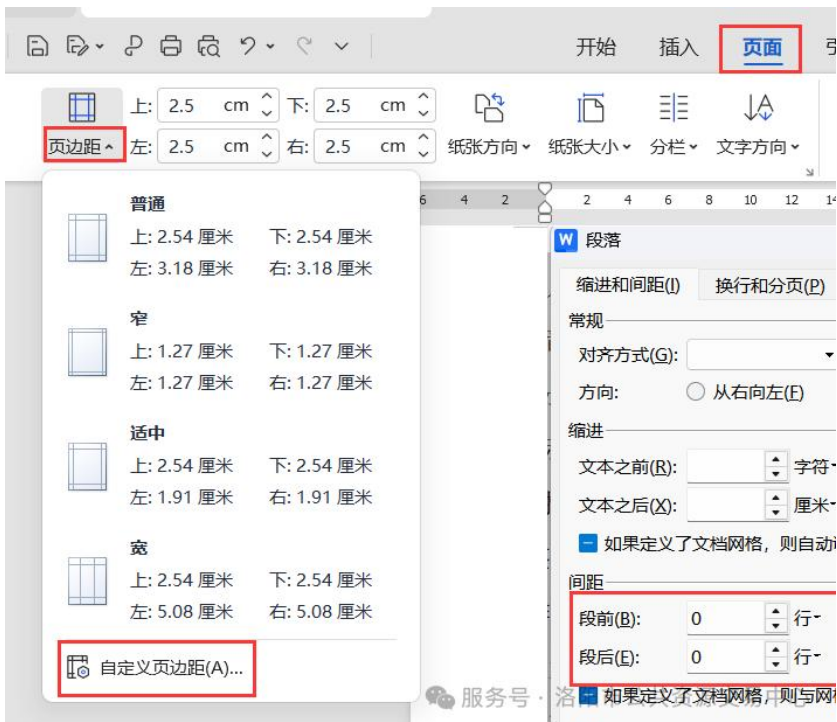 开始 插入 页面
上: 2.5 cm 下: 2.5 cm
页边距 左: 2.5 cm 右: 2.5 cm 纸张方向 纸张大小 分栏 文字方向
普通
上: 2.54 厘米 下: 2.54 厘米
左: 3.18 厘米 右: 3.18 厘米
窄
上: 1.27 厘米 下: 1.27 厘米
左: 1.27 厘米 右: 1.27 厘米
适中
上: 2.54 厘米 下: 2.54 厘米
左: 1.91 厘米 右: 1.91 厘米
宽
上: 2.54 厘米 下: 2.54 厘米
左: 5.08 厘米 右: 5.08 厘米
自定义页边距(A)...
6 4 2 2 4 6 8 10 12 14
W 段落
缩进和间距(I) 换行和分页(P)
常规
对齐方式(G):
方向: 从右向左(F)
缩进
文本之前(R): 字符
文本之后(X): 厘米
如果定义了文档网格，则自动
间距
段前(B): 0 行
段后(E): 0 行
如果定义了文档网格，则与网
服务号 ·